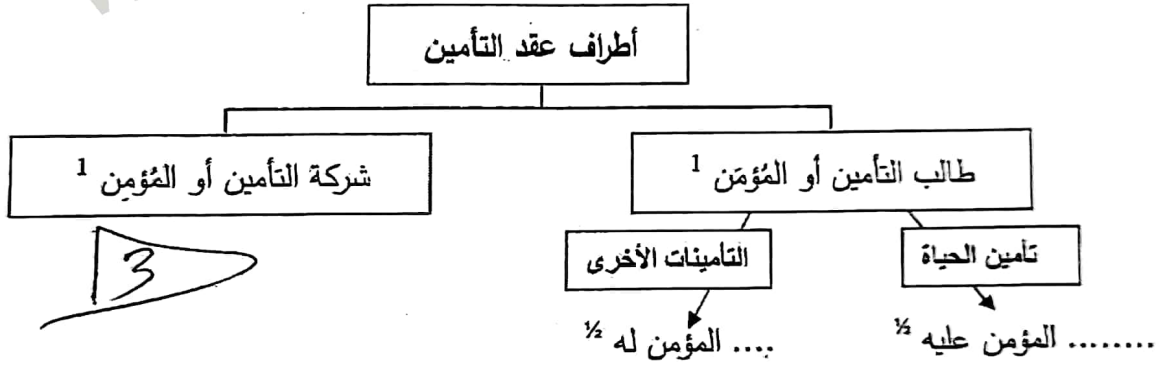 أطراف عقد التأمين
طالب التأمين أو المُؤمَن 1
شركة التأمين أو المُؤمِن 1
تأمين الحياة
التأمينات الأخرى
3
........ المؤمن عليه ½
.... المؤمن له ½